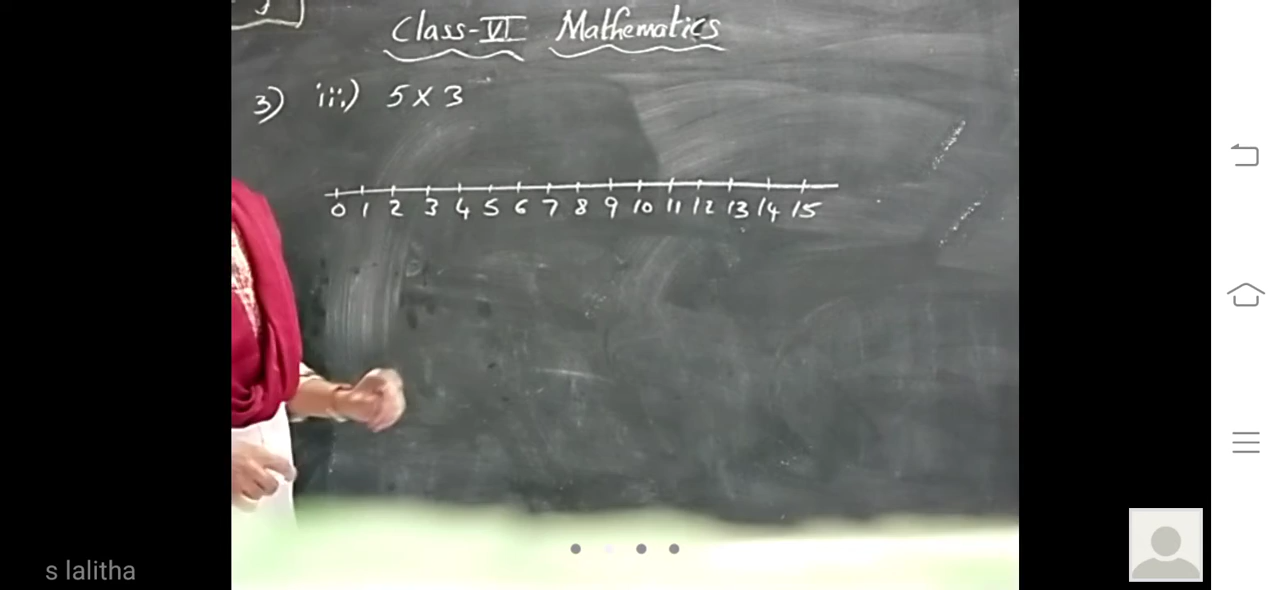 Class-VI Mathematics
3) iii) 5 x 3
0 1 2 3 4 5 6 7 8 9 10 11 12 13 14 15
s lalitha